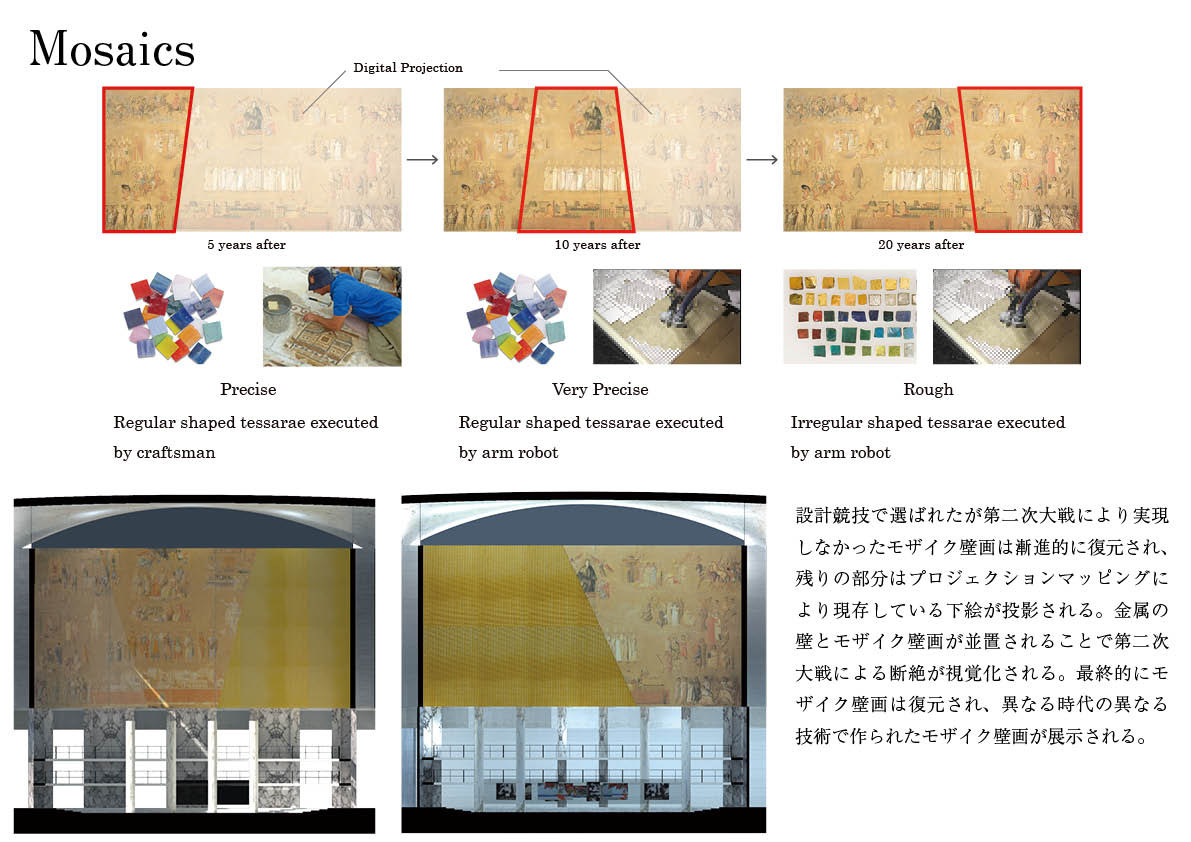 Mosaics
Digital Projection
5 years after
10 years after
20 years after
Precise
Regular shaped tessarae executed
by craftsman
Very Precise
Regular shaped tessarae executed
by arm robot
Rough
Irregular shaped tessarae executed
by arm robot
設計競技で選ばれたが第二次大戦により実現
しなかったモザイク壁画は漸進的に復元され、
残りの部分はプロジェクションマッピングに
より現存している下絵が投影される。金属の
壁とモザイク壁画が並置されることで第二次
大戦による断絶が視覚化される。最終的にモ
ザイク壁画は復元され、異なる時代の異なる
技術で作られたモザイク壁画が展示される。